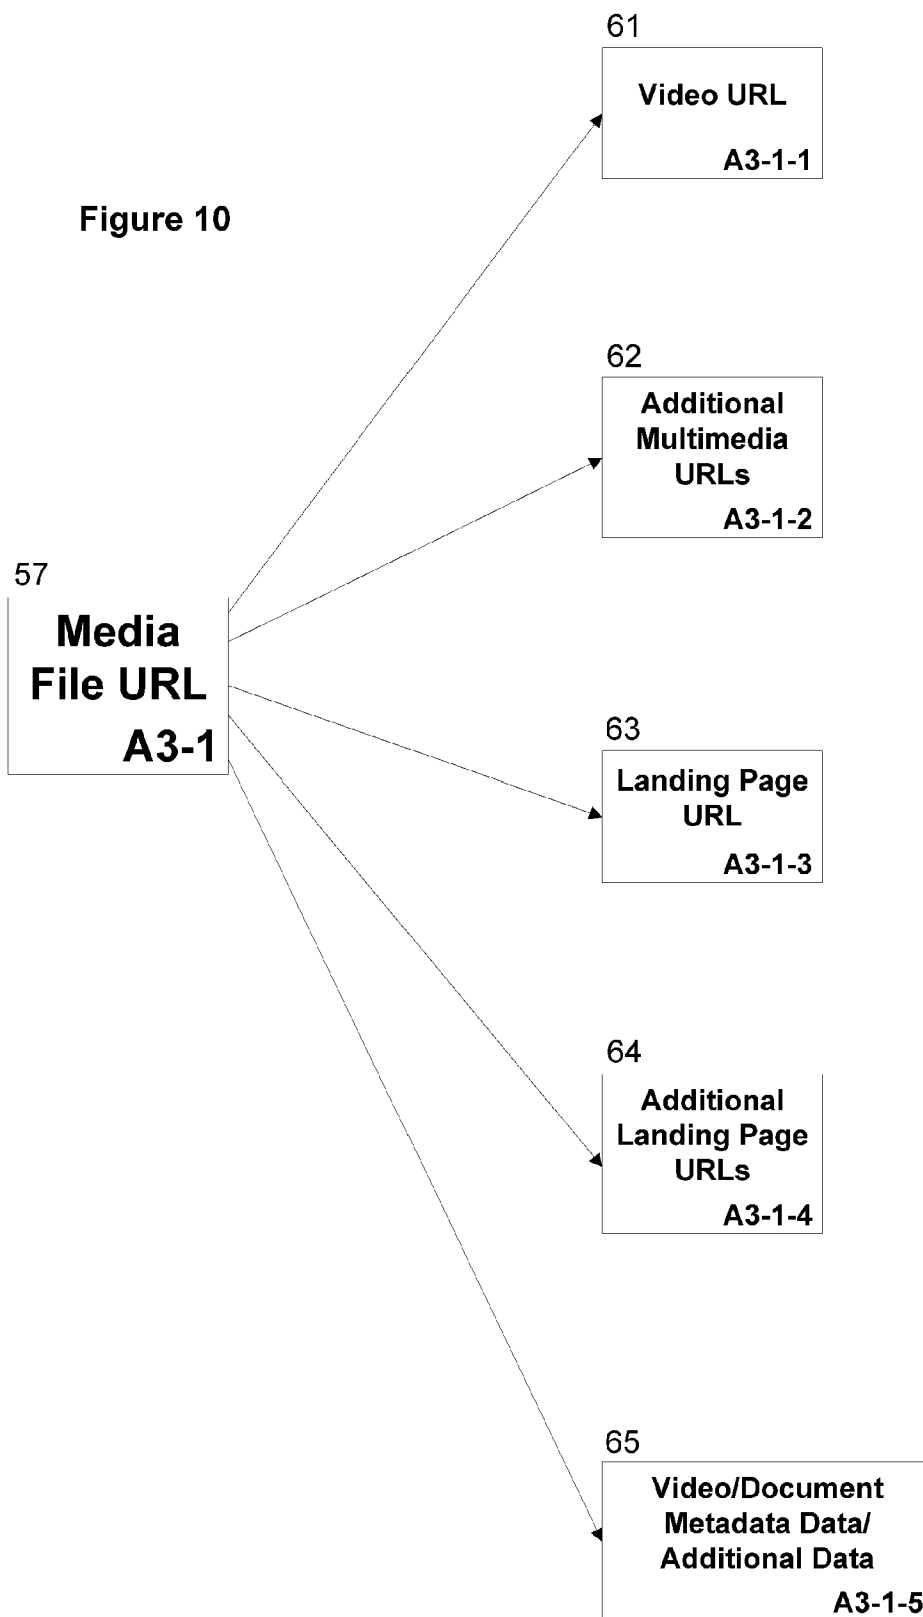 61
Video URL
A3-1-1
Figure 10
62
Additional
Multimedia
URLs
A3-1-2
57
Media
File URL
A3-1
63
Landing Page
URL
A3-1-3
64
Additional
Landing Page
URLs
A3-1-4
65
Video/Document
Metadata Data/
Additional Data
A3-1-5